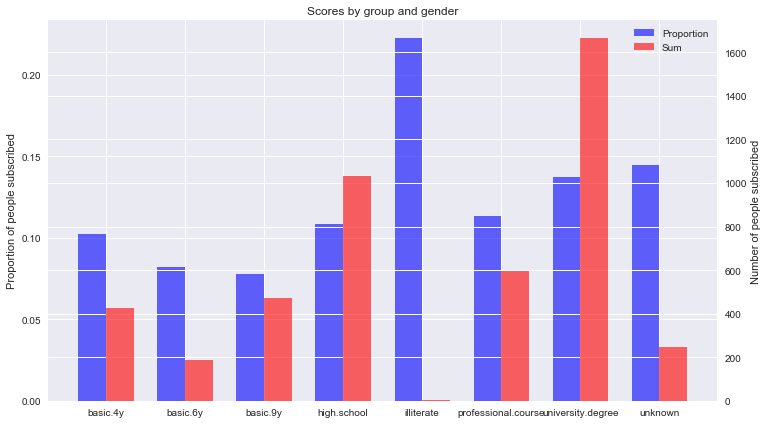 Scores by group and gender
Proportion
Sum
Proportion of people subscribed
0.20
0.15
0.10
0.05
0.00
Number of people subscribed
1600
1400
1200
1000
800
600
400
200
0
basic.4y basic.6y basic.9y high.school illiterate professional.course university.degree unknown